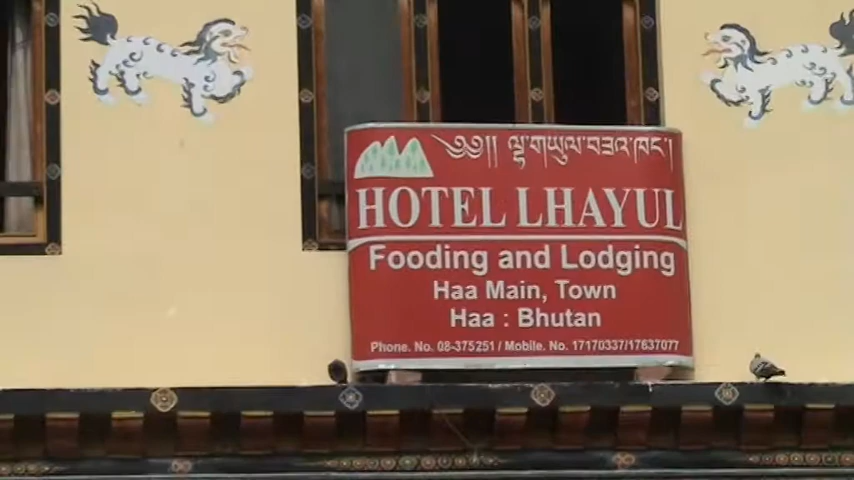 ༄༅།། ལྷ་ཡུལ་བཟའ་ཁང་།
HOTEL LHAYUL
Fooding and Lodging
Haa Main, Town
Haa : Bhutan
Phone. No. 08-375251 / Mobile. No. 17170337/17637077